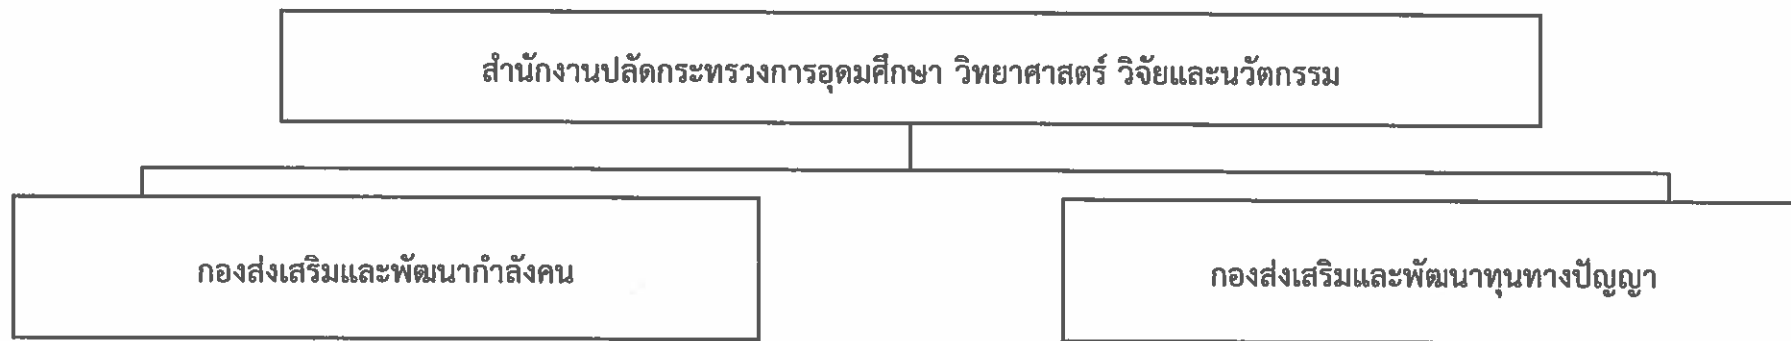 สำนักงานปลัดกระทรวงการอุดมศึกษา วิทยาศาสตร์ วิจัยและนวัตกรรม
กองส่งเสริมและพัฒนากำลังคน
กองส่งเสริมและพัฒนาทุนทางปัญญา